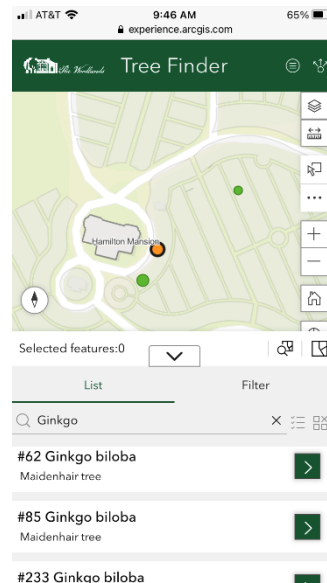 AT&T 9:46 AM 65%
experience.arcgis.com
The Woodlands Tree Finder
Hamilton Mansion
Selected features:0
List Filter
Ginkgo
#62 Ginkgo biloba
Maidenhair tree
#85 Ginkgo biloba
Maidenhair tree
#233 Ginkgo biloba